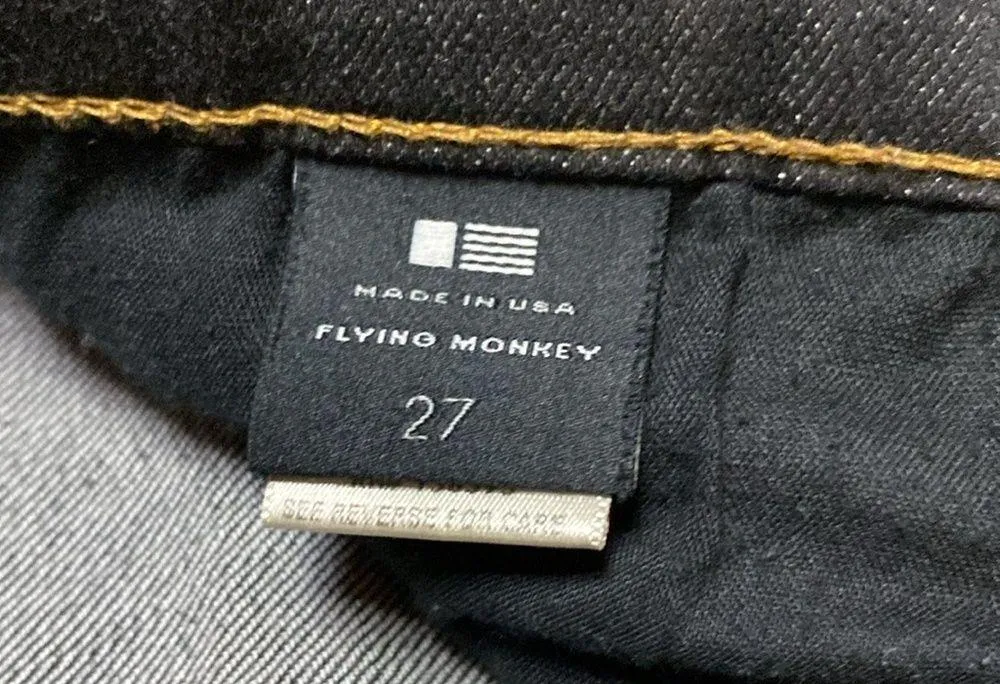 MADE IN USA
FLYING MONKEY
27
SEE REVERSE FOR CARE